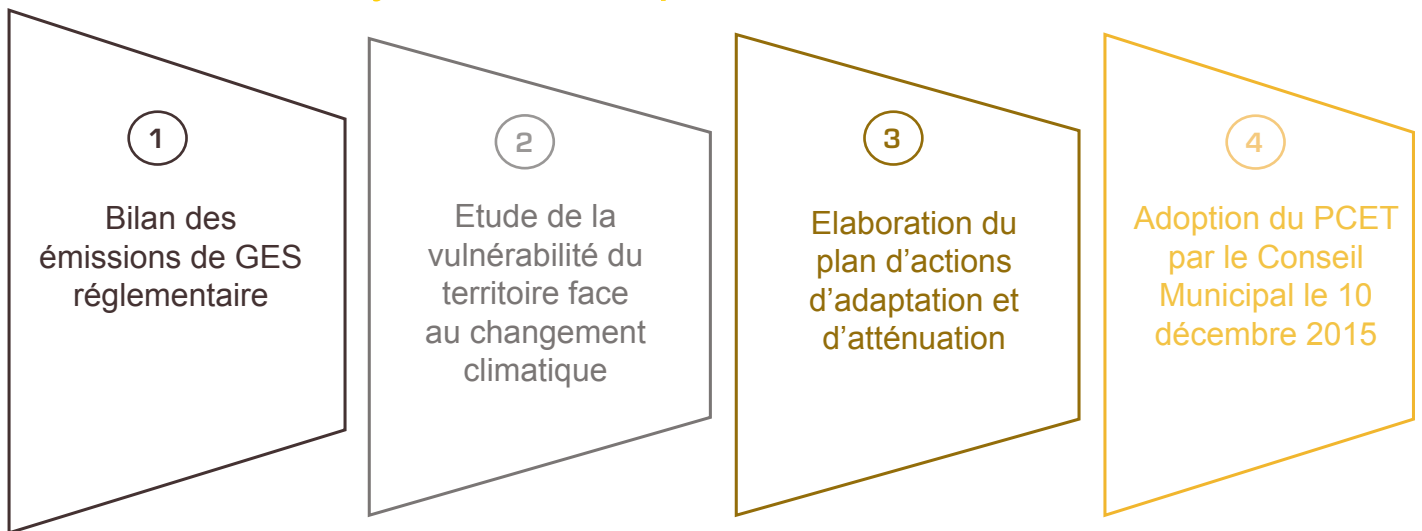 1
Bilan des
émissions de GES
réglementaire
2
Etude de la
vulnérabilité du
territoire face
au changement
climatique
3
Elaboration du
plan d’actions
d’adaptation et
d’atténuation
4
Adoption du PCET
par le Conseil
Municipal le 10
décembre 2015